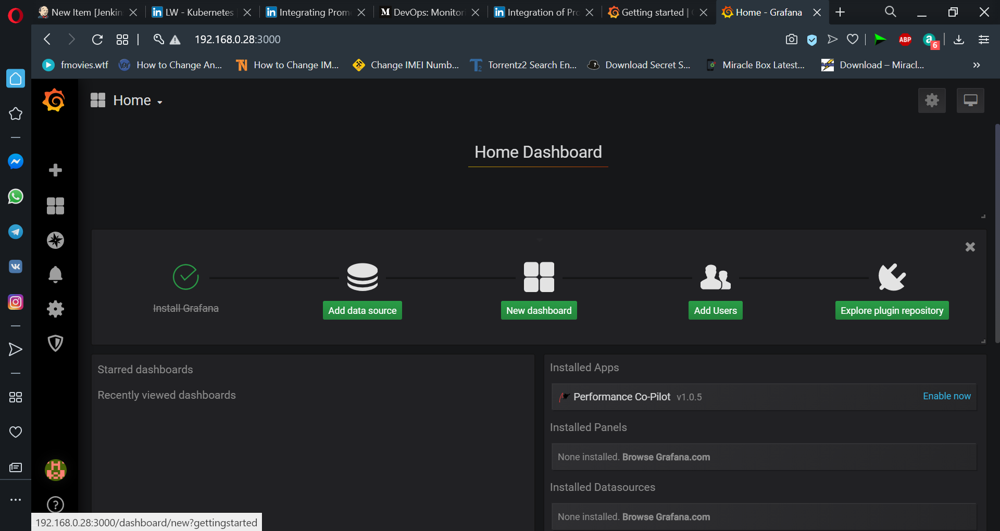 New Item [Jenkin
LW - Kubernetes
Integrating Prom
DevOps: Monitori
Integration of Pro
Getting started |
Home - Grafana
192.168.0.28:3000
ABP
6
fmovies.wtf
How to Change An...
How to Change IM...
Change IMEI Numb...
Torrentz2 Search En...
Download Secret S...
Miracle Box Latest...
Download – Miracl...
Home
Home Dashboard
Install Grafana
Add data source
New dashboard
Add Users
Explore plugin repository
Starred dashboards
Recently viewed dashboards
Installed Apps
Performance Co-Pilot v1.0.5
Enable now
Installed Panels
None installed. Browse Grafana.com
Installed Datasources
None installed. Browse Grafana.com
192.168.0.28:3000/dashboard/new?gettingstarted